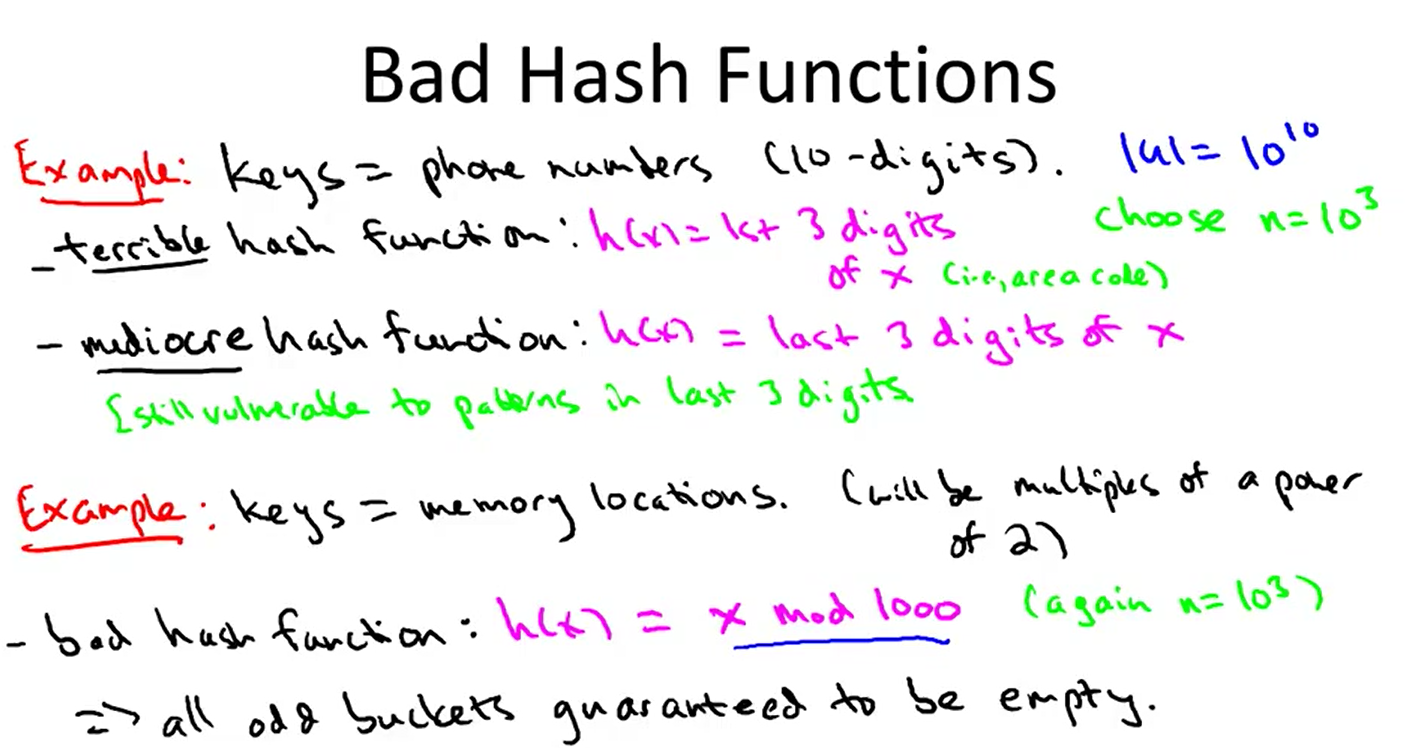 Bad Hash Functions
Example: keys = phone numbers (10-digits). |u| = 10^10
- terrible hash function: h(x) = 1st 3 digits choose n=10^3
of x (i.e., area code)
- mediocre hash function: h(x) = last 3 digits of x
[still vulnerable to patterns in last 3 digits
Example: keys = memory locations. (will be multiples of a power
of 2)
- bad hash function: h(x) = x mod 1000 (again n=10^3)
=> all odd buckets guaranteed to be empty.